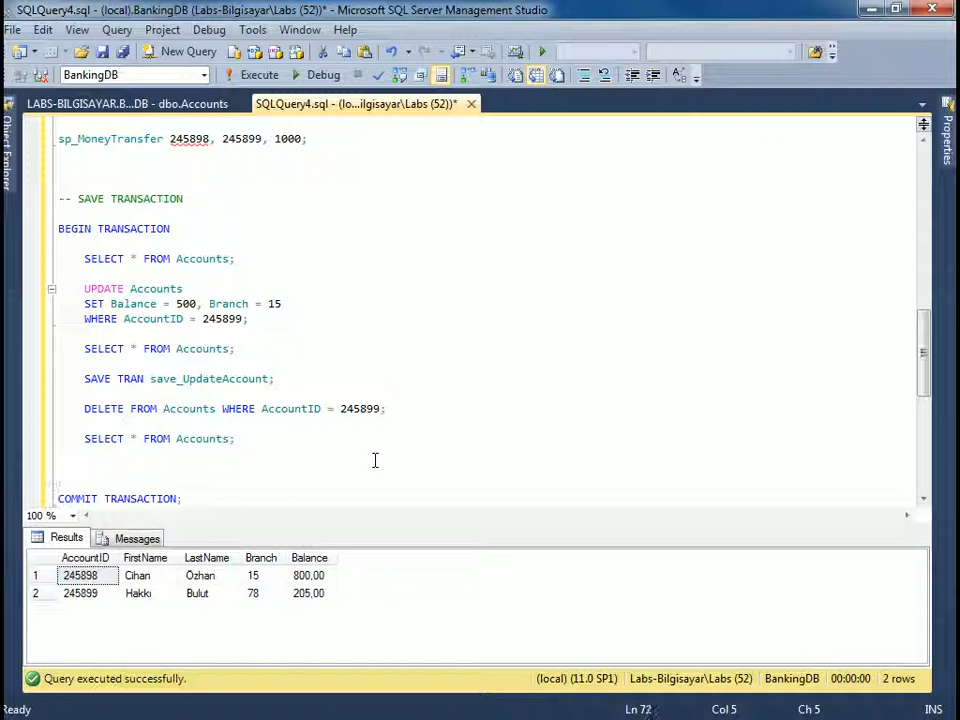 SQLQuery4.sql - (local).BankingDB (Labs-Bilgisayar\Labs (52))* - Microsoft SQL Server Management Studio
File Edit View Query Project Debug Tools Window Help
New Query
BankingDB Execute Debug
LABS-BILGISAYAR.B...DB - dbo.Accounts SQLQuery4.sql - (lo...ilgisayar\Labs (52))*
Object Explorer
Properties
sp_MoneyTransfer 245898, 245899, 1000;
-- SAVE TRANSACTION
BEGIN TRANSACTION
SELECT * FROM Accounts;
UPDATE Accounts
SET Balance = 500, Branch = 15
WHERE AccountID = 245899;
SELECT * FROM Accounts;
SAVE TRAN save_UpdateAccount;
DELETE FROM Accounts WHERE AccountID = 245899;
SELECT * FROM Accounts;
COMMIT TRANSACTION;
100 %
Results Messages
AccountID FirstName LastName Branch Balance
1 245898 Cihan Özhan 15 800,00
2 245899 Hakkı Bulut 78 205,00
Query executed successfully. (local) (11.0 SP1) Labs-Bilgisayar\Labs (52) BankingDB 00:00:00 2 rows
Ready Ln 72 Col 5 Ch 5 INS